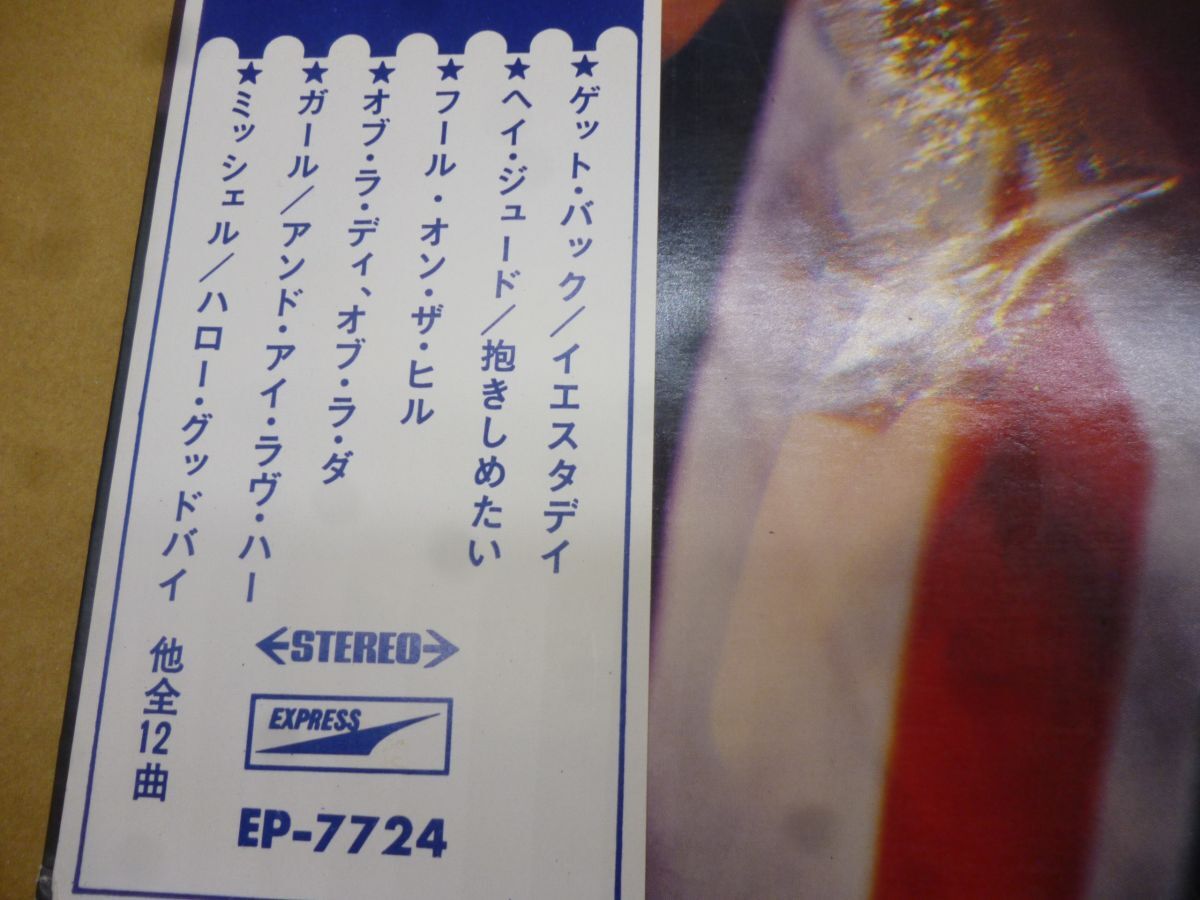 ★ゲット・バック/イエスタデイ
★ヘイ・ジュード/抱きしめたい
★フール・オン・ザ・ヒル
★オブ・ラ・ディ、オブ・ラ・ダ
★ガール/アンド・アイ・ラヴ・ハー
★ミッシェル/ハロー・グッドバイ 他全12曲
STEREO
EXPRESS
EP-7724